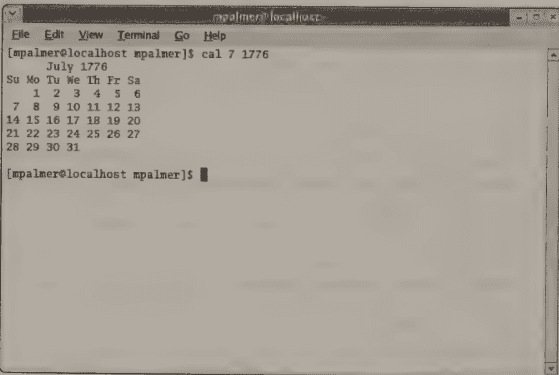 mpalmer@localhost:~
File Edit View Terminal Go Help
[mpalmer@localhost mpalmer]$ cal 7 1776
      July 1776
Su Mo Tu We Th Fr Sa
    1  2  3  4  5  6
 7  8  9 10 11 12 13
14 15 16 17 18 19 20
21 22 23 24 25 26 27
28 29 30 31
[mpalmer@localhost mpalmer]$